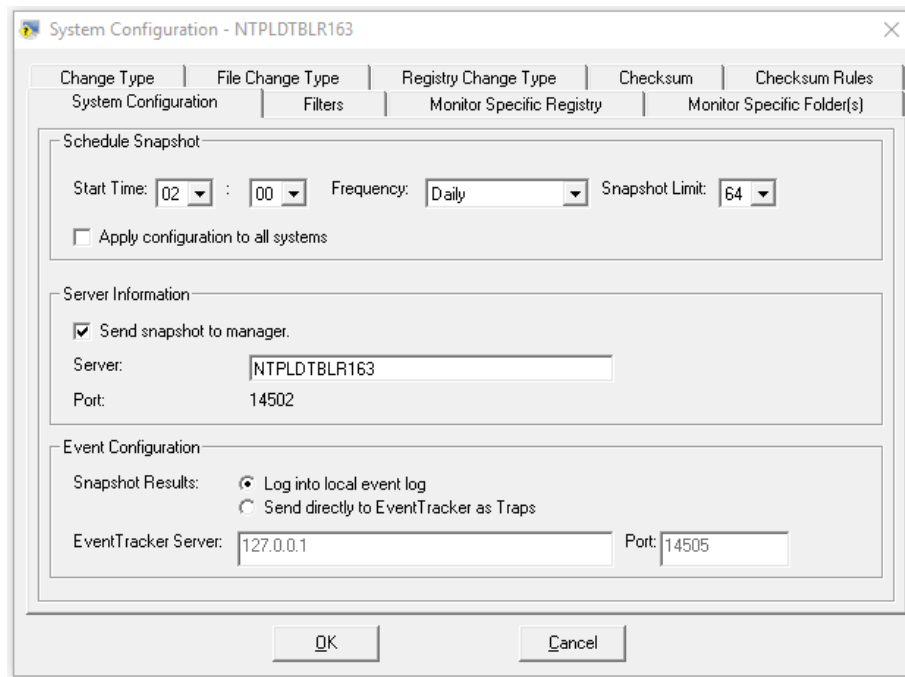 System Configuration - NTPLDTBLR163
Change Type File Change Type Registry Change Type Checksum Checksum Rules
System Configuration Filters Monitor Specific Registry Monitor Specific Folder(s)
Schedule Snapshot
Start Time: 02 : 00 Frequency: Daily Snapshot Limit: 64
Apply configuration to all systems
Server Information
Send snapshot to manager.
Server: NTPLDTBLR163
Port: 14502
Event Configuration
Snapshot Results: Log into local event log
Send directly to EventTracker as Traps
EventTracker Server: 127.0.0.1 Port: 14505
OK Cancel